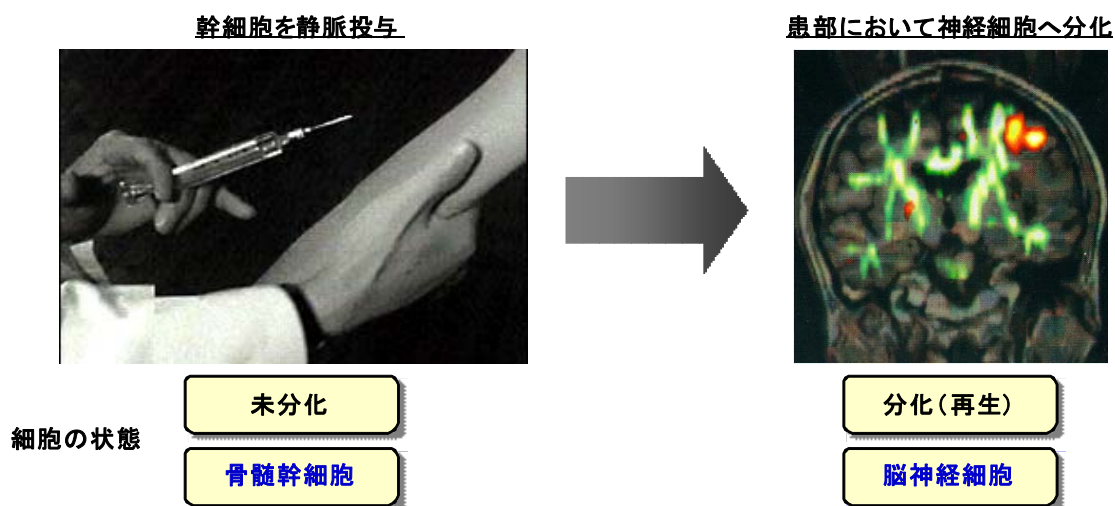 幹細胞を静脈投与
患部において神経細胞へ分化
未分化
分化(再生)
細胞の状態
骨髄幹細胞
脳神経細胞